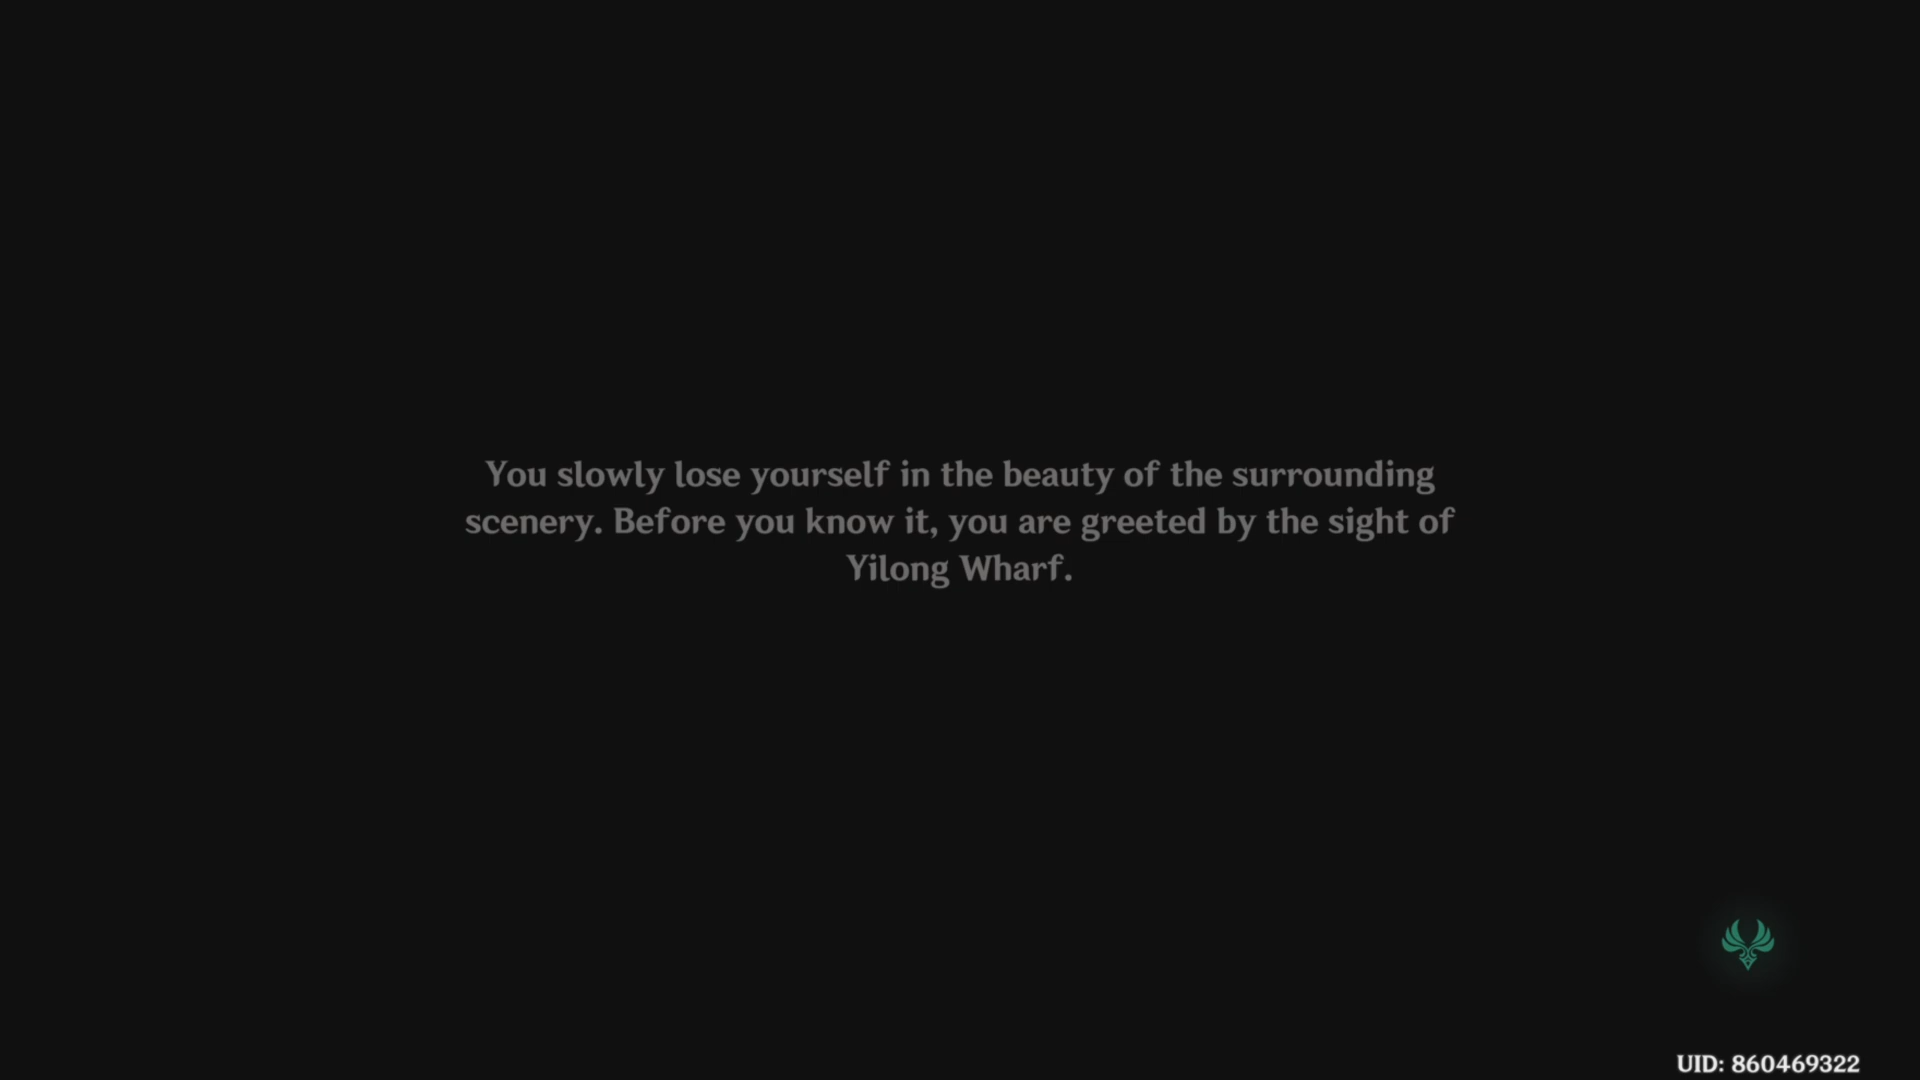 You slowly lose yourself in the beauty of the surrounding
scenery. Before you know it, you are greeted by the sight of
Yilong Wharf.
UID: 860469322